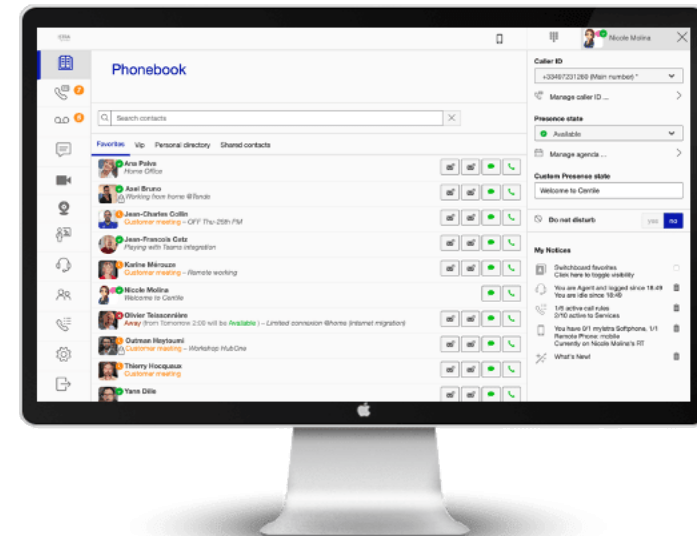 Nicole Molina
Phonebook
7
Search contacts
Favorites Vip Personal directory Shared contacts
Ana Paiva
Home Office
Axel Bruno
Working from home @Tende
Jean-Charles Collin
Customer meeting – OFF Thu-25th PM
Jean-Francois Getz
Playing with Teams integration
Karine Mérouze
Customer meeting – Remote working
Nicole Molina
Welcome to Centile
Olivier Teissonnière
Away (from Tomorrow 2:00 will be Available ) – Limited connexion @home (internet migration)
Outman Haytoumi
Customer meeting – Workshop HubOne
Thierry Hocquaux
Customer meeting
Yann Dille
Caller ID
+33497231260 (Main number) *
Manage caller ID ...
Presence state
Available
Manage agenda ...
Custom Presence state
Welcome to Centile
Do not disturb
yes no
My Notices
Switchboard favorites
Click here to toggle visibility
You are Agent and logged since 18:49
You are idle since 18:49
1/5 active call rules
2/10 active to Services
You have 0/1 myIstra Softphone, 1/1
Remote Phone: mobile
Currently on Nicole Molina's RT
What's New!